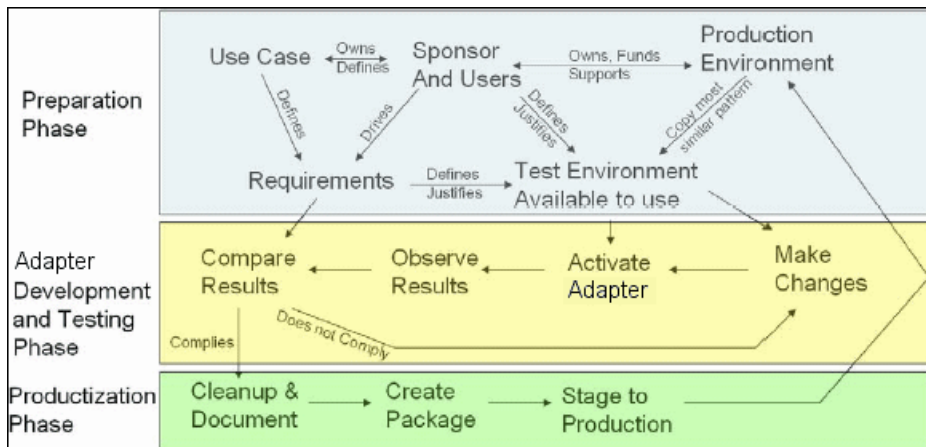 Preparation
Phase
Use Case
Owns
Defines
Sponsor
And Users
Owns, Funds
Supports
Production
Environment
Defines
Drives
Defines
Justifies
Copy most
similar pattern
Requirements
Defines
Justifies
Test Environment
Available to use
Adapter
Development
and Testing
Phase
Compare
Results
Observe
Results
Activate
Adapter
Make
Changes
Complies
Does not Comply
Productization
Phase
Cleanup &
Document
Create
Package
Stage to
Production